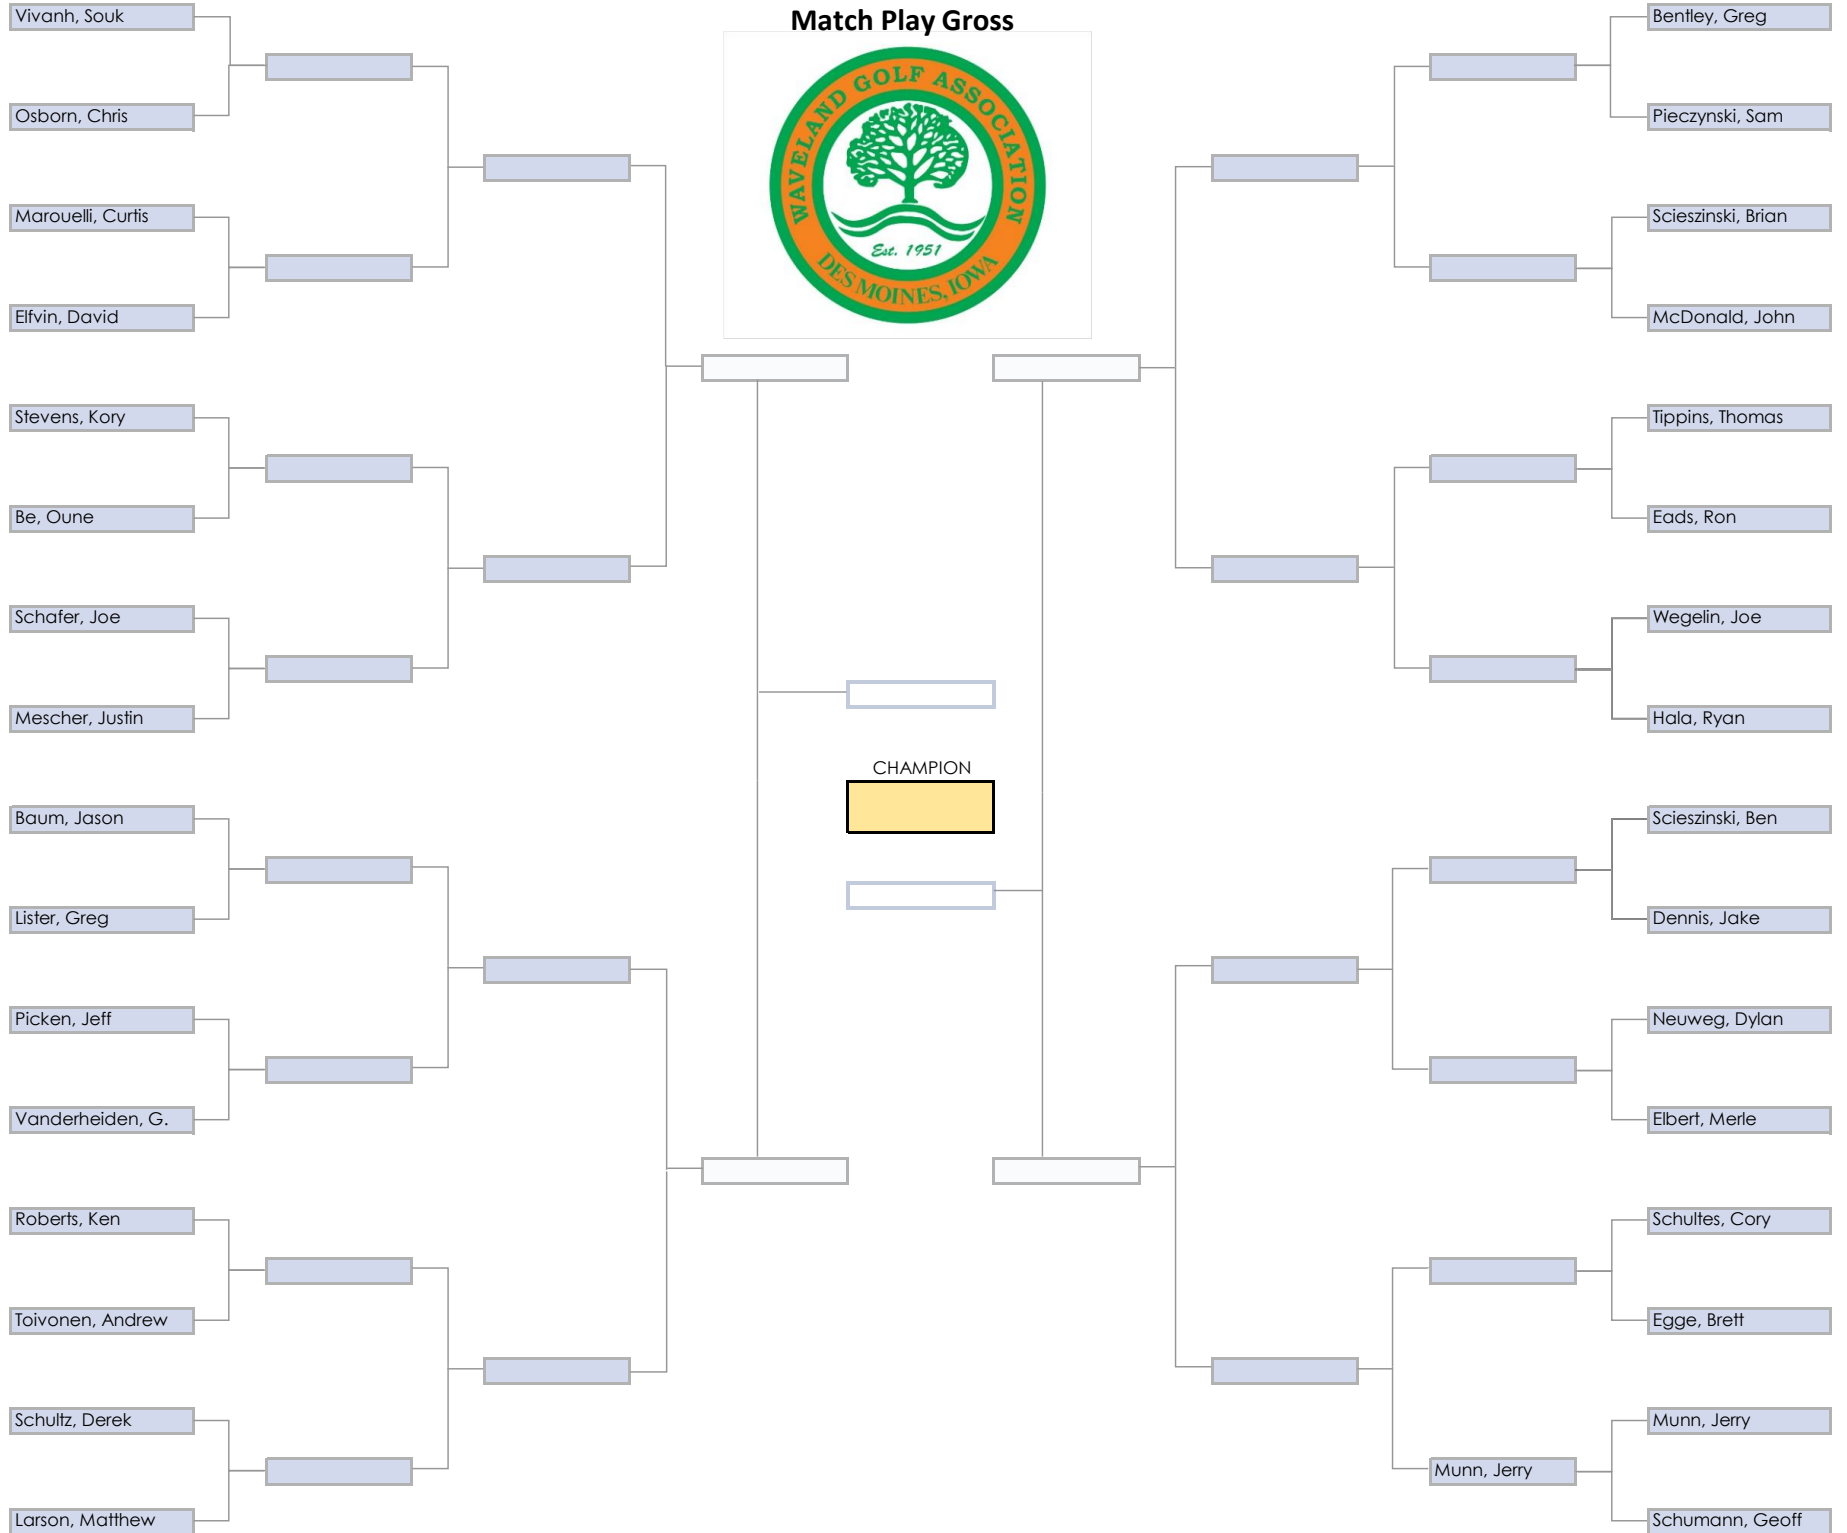 Match Play Gross
WAVELAND GOLF ASSOCIATION
Est. 1951
DES MOINES, IOWA
Vivanh, Souk
Osborn, Chris
Marouelli, Curtis
Elfvin, David
Stevens, Kory
Be, Oune
Schafer, Joe
Mescher, Justin
Baum, Jason
Lister, Greg
Picken, Jeff
Vanderheiden, G.
Roberts, Ken
Toivonen, Andrew
Schultz, Derek
Larson, Matthew
CHAMPION
Bentley, Greg
Pieczynski, Sam
Scieszinski, Brian
McDonald, John
Tippins, Thomas
Eads, Ron
Wegelin, Joe
Hala, Ryan
Scieszinski, Ben
Dennis, Jake
Neuweg, Dylan
Elbert, Merle
Schultes, Cory
Egge, Brett
Munn, Jerry
Munn, Jerry
Schumann, Geoff